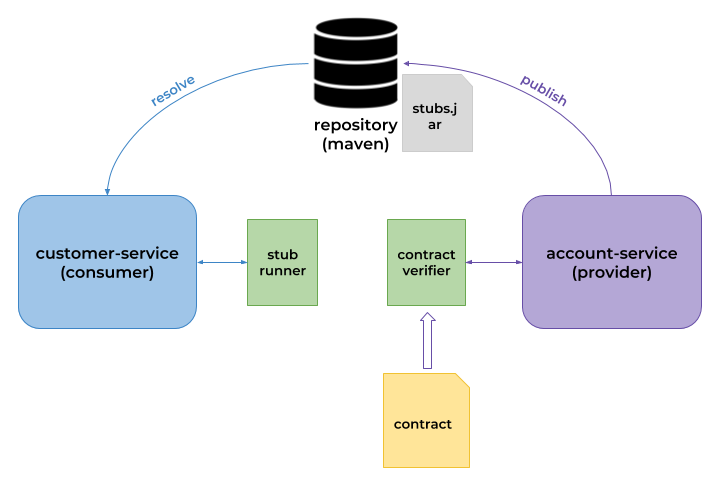 resolve
publish
repository
(maven)
stubs.j
ar
customer-service
(consumer)
stub
runner
contract
verifier
account-service
(provider)
contract